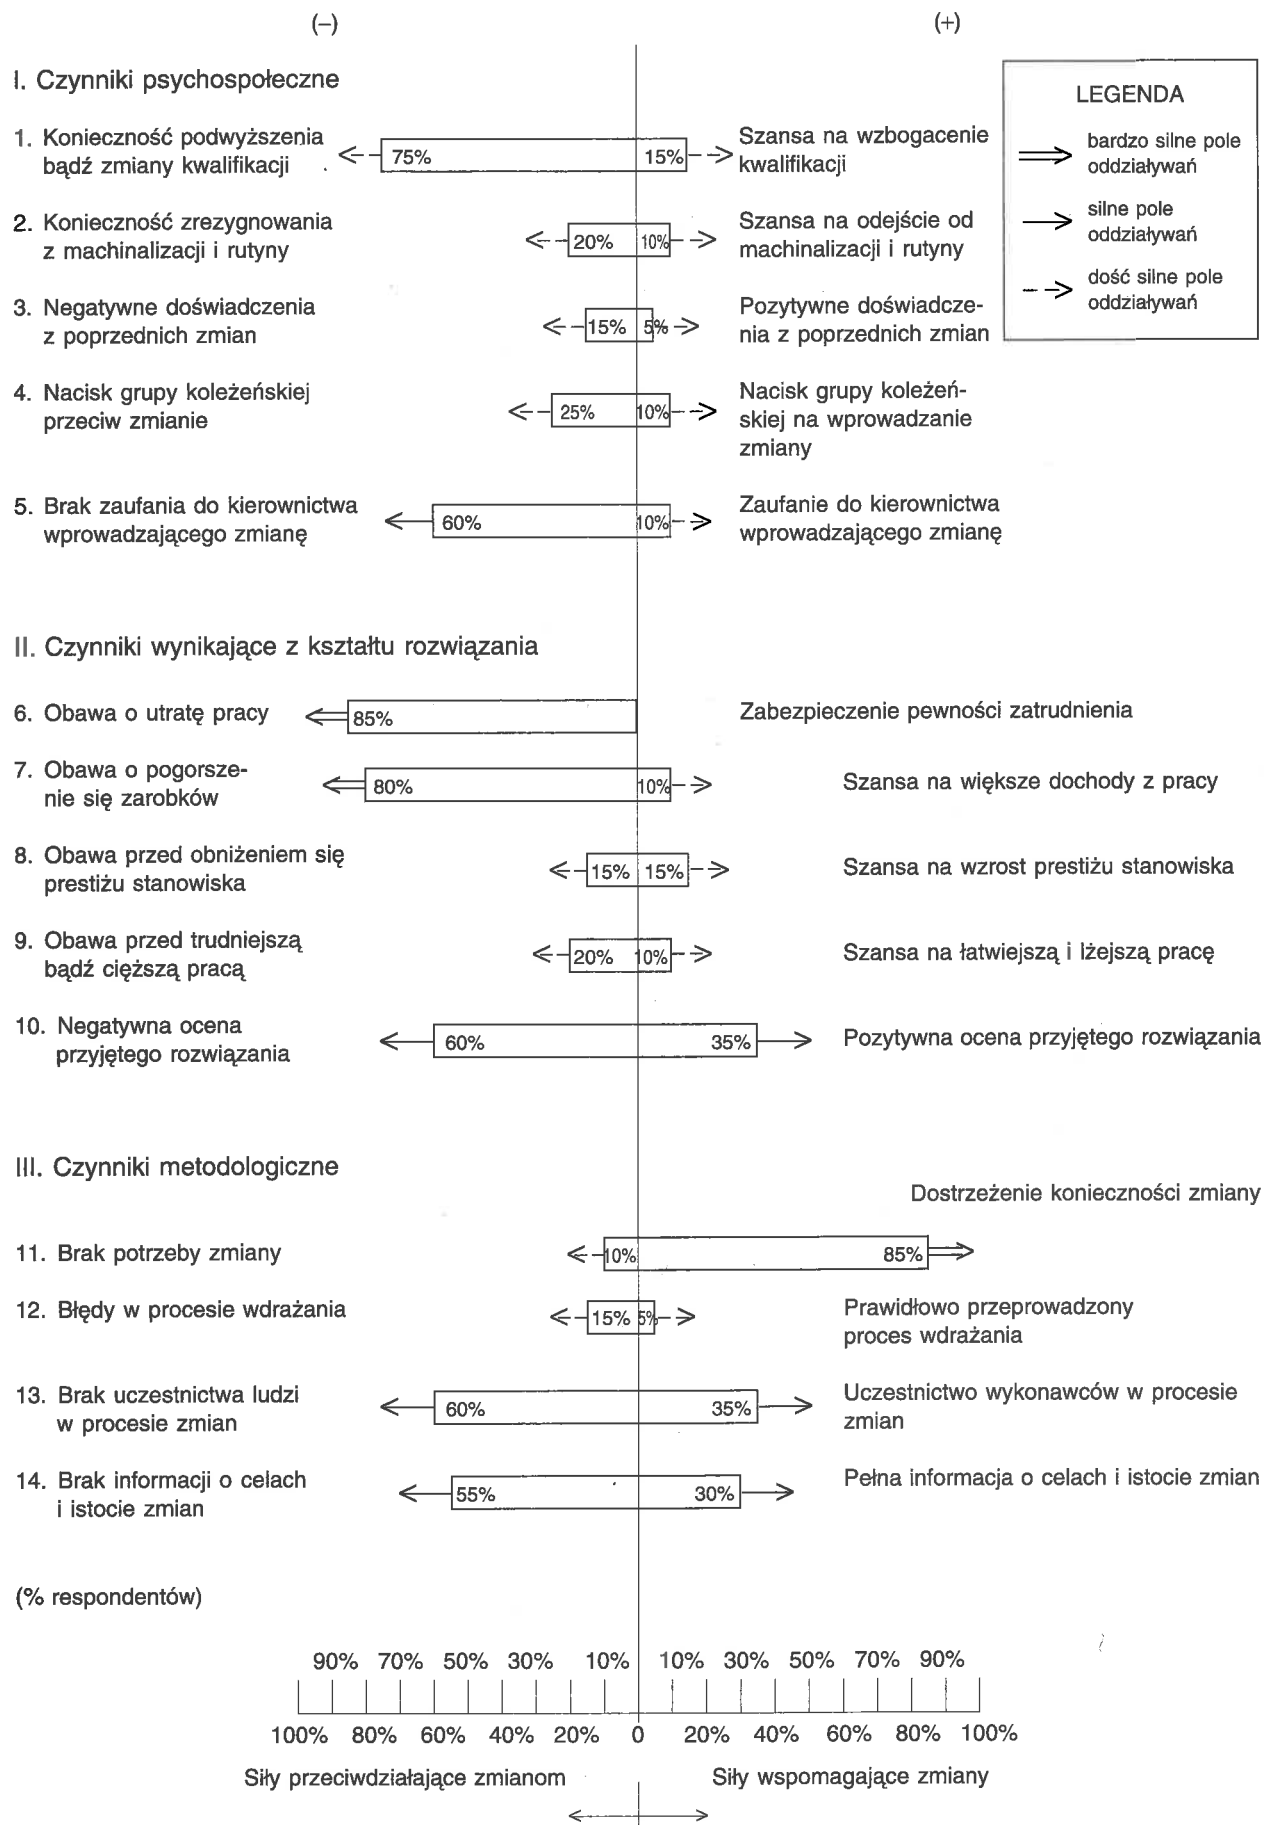 (–)
(+)
I. Czynniki psychospołeczne
LEGENDA
bardzo silne pole
oddziaływań
silne pole
oddziaływań
dość silne pole
oddziaływań
1. Konieczność podwyższenia
bądź zmiany kwalifikacji
75%
15%
Szansa na wzbogacenie
kwalifikacji
2. Konieczność zrezygnowania
z machinalizacji i rutyny
20%
10%
Szansa na odejście od
machinalizacji i rutyny
3. Negatywne doświadczenia
z poprzednich zmian
15%
5%
Pozytywne doświadcze-
nia z poprzednich zmian
4. Nacisk grupy koleżeńskiej
przeciw zmianie
25%
10%
Nacisk grupy koleżeń-
skiej na wprowadzanie
zmiany
5. Brak zaufania do kierownictwa
wprowadzającego zmianę
60%
10%
Zaufanie do kierownictwa
wprowadzającego zmianę
II. Czynniki wynikające z kształtu rozwiązania
6. Obawa o utratę pracy
85%
Zabezpieczenie pewności zatrudnienia
7. Obawa o pogorsze-
nie się zarobków
80%
10%
Szansa na większe dochody z pracy
8. Obawa przed obniżeniem się
prestiżu stanowiska
15%
15%
Szansa na wzrost prestiżu stanowiska
9. Obawa przed trudniejszą
bądź cięższą pracą
20%
10%
Szansa na łatwiejszą i lżejszą pracę
10. Negatywna ocena
przyjętego rozwiązania
60%
35%
Pozytywna ocena przyjętego rozwiązania
III. Czynniki metodologiczne
Dostrzeżenie konieczności zmiany
11. Brak potrzeby zmiany
10%
85%
12. Błędy w procesie wdrażania
15%
5%
Prawidłowo przeprowadzony
proces wdrażania
13. Brak uczestnictwa ludzi
w procesie zmian
60%
35%
Uczestnictwo wykonawców w procesie
zmian
14. Brak informacji o celach
i istocie zmian
55%
30%
Pełna informacja o celach i istocie zmian
(% respondentów)
90% 70% 50% 30% 10% 10% 30% 50% 70% 90%
100% 80% 60% 40% 20% 0 20% 40% 60% 80% 100%
Siły przeciwdziałające zmianom
Siły wspomagające zmiany